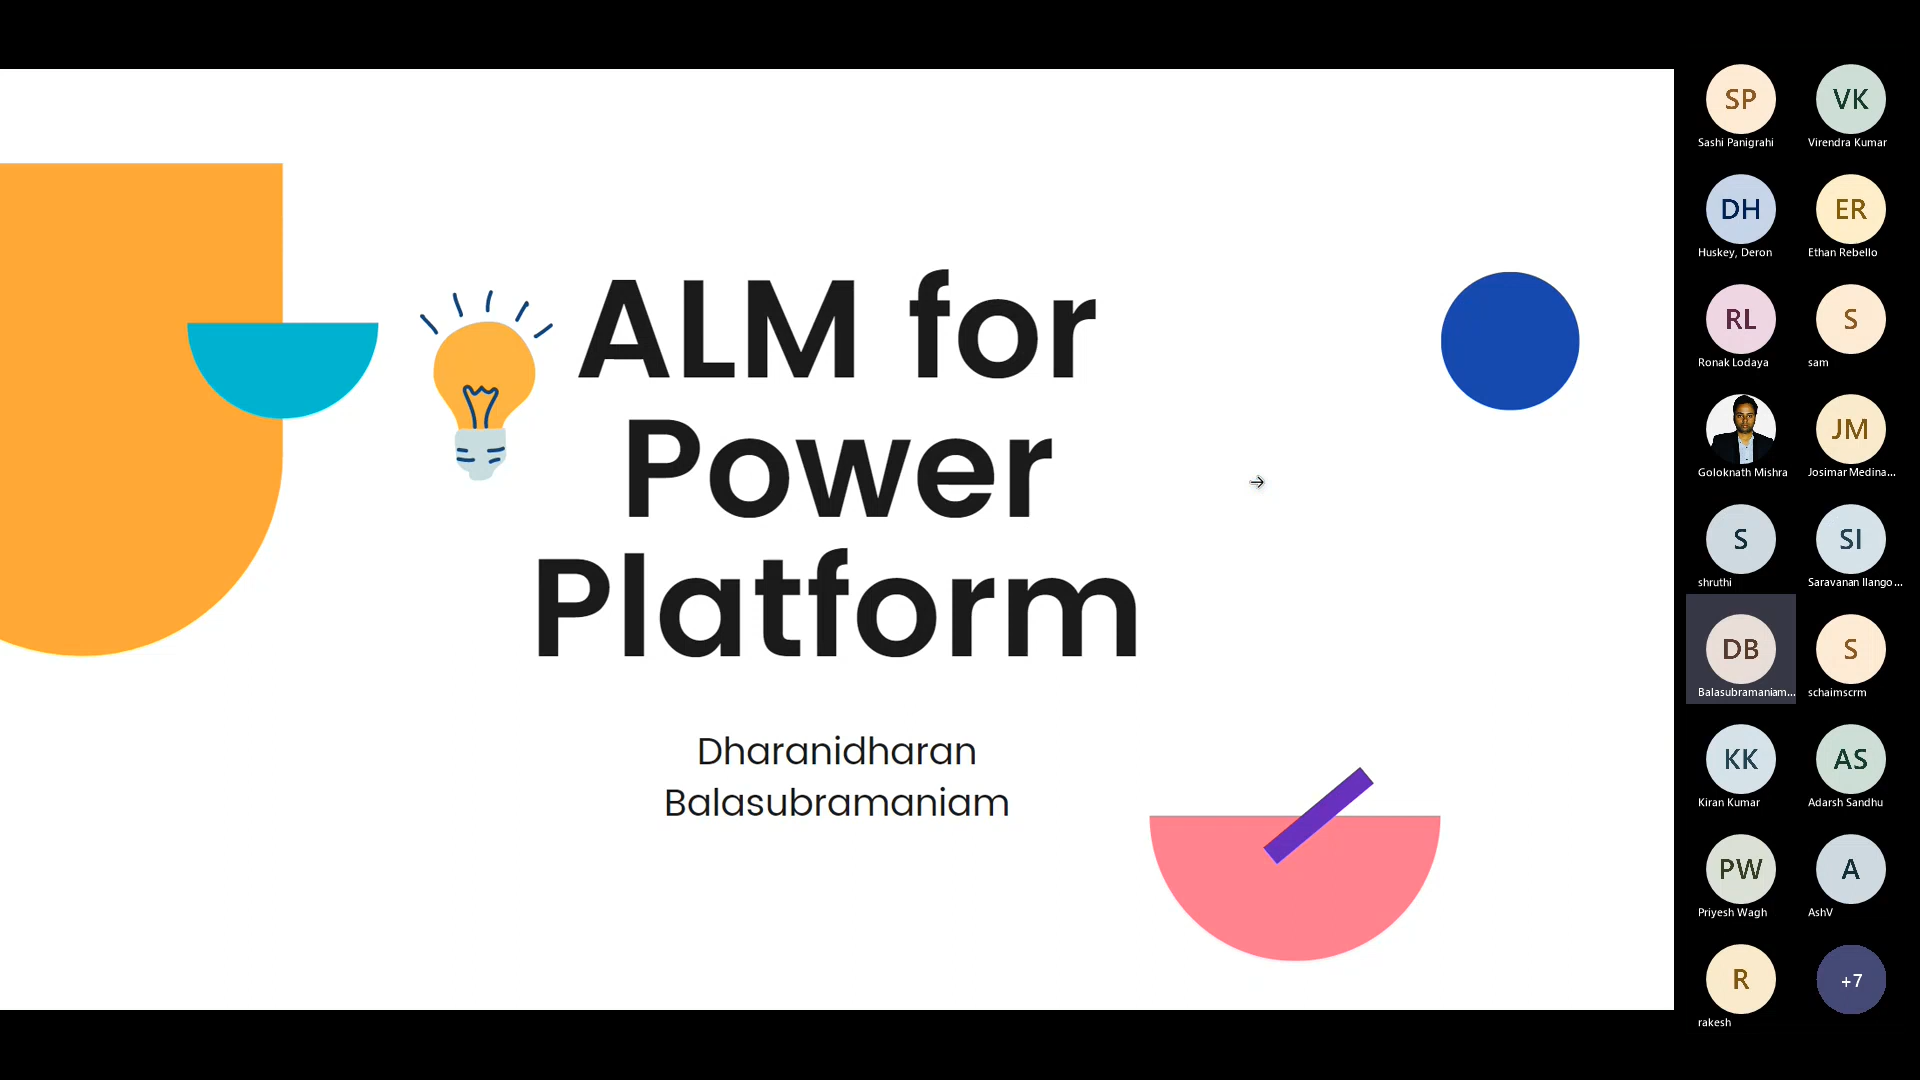 ALM for
Power
Platform
Dharanidharan
Balasubramaniam
SP
Sashi Panigrahi
VK
Virendra Kumar
DH
Huskey, Deron
ER
Ethan Rebello
RL
Ronak Lodaya
S
sam
Goloknath Mishra
JM
Josimar Medina...
S
shruthi
SI
Saravanan Ilango...
DB
Balasubramaniam...
S
schaimscrm
KK
Kiran Kumar
AS
Adarsh Sandhu
PW
Priyesh Wagh
A
AshV
R
rakesh
+7